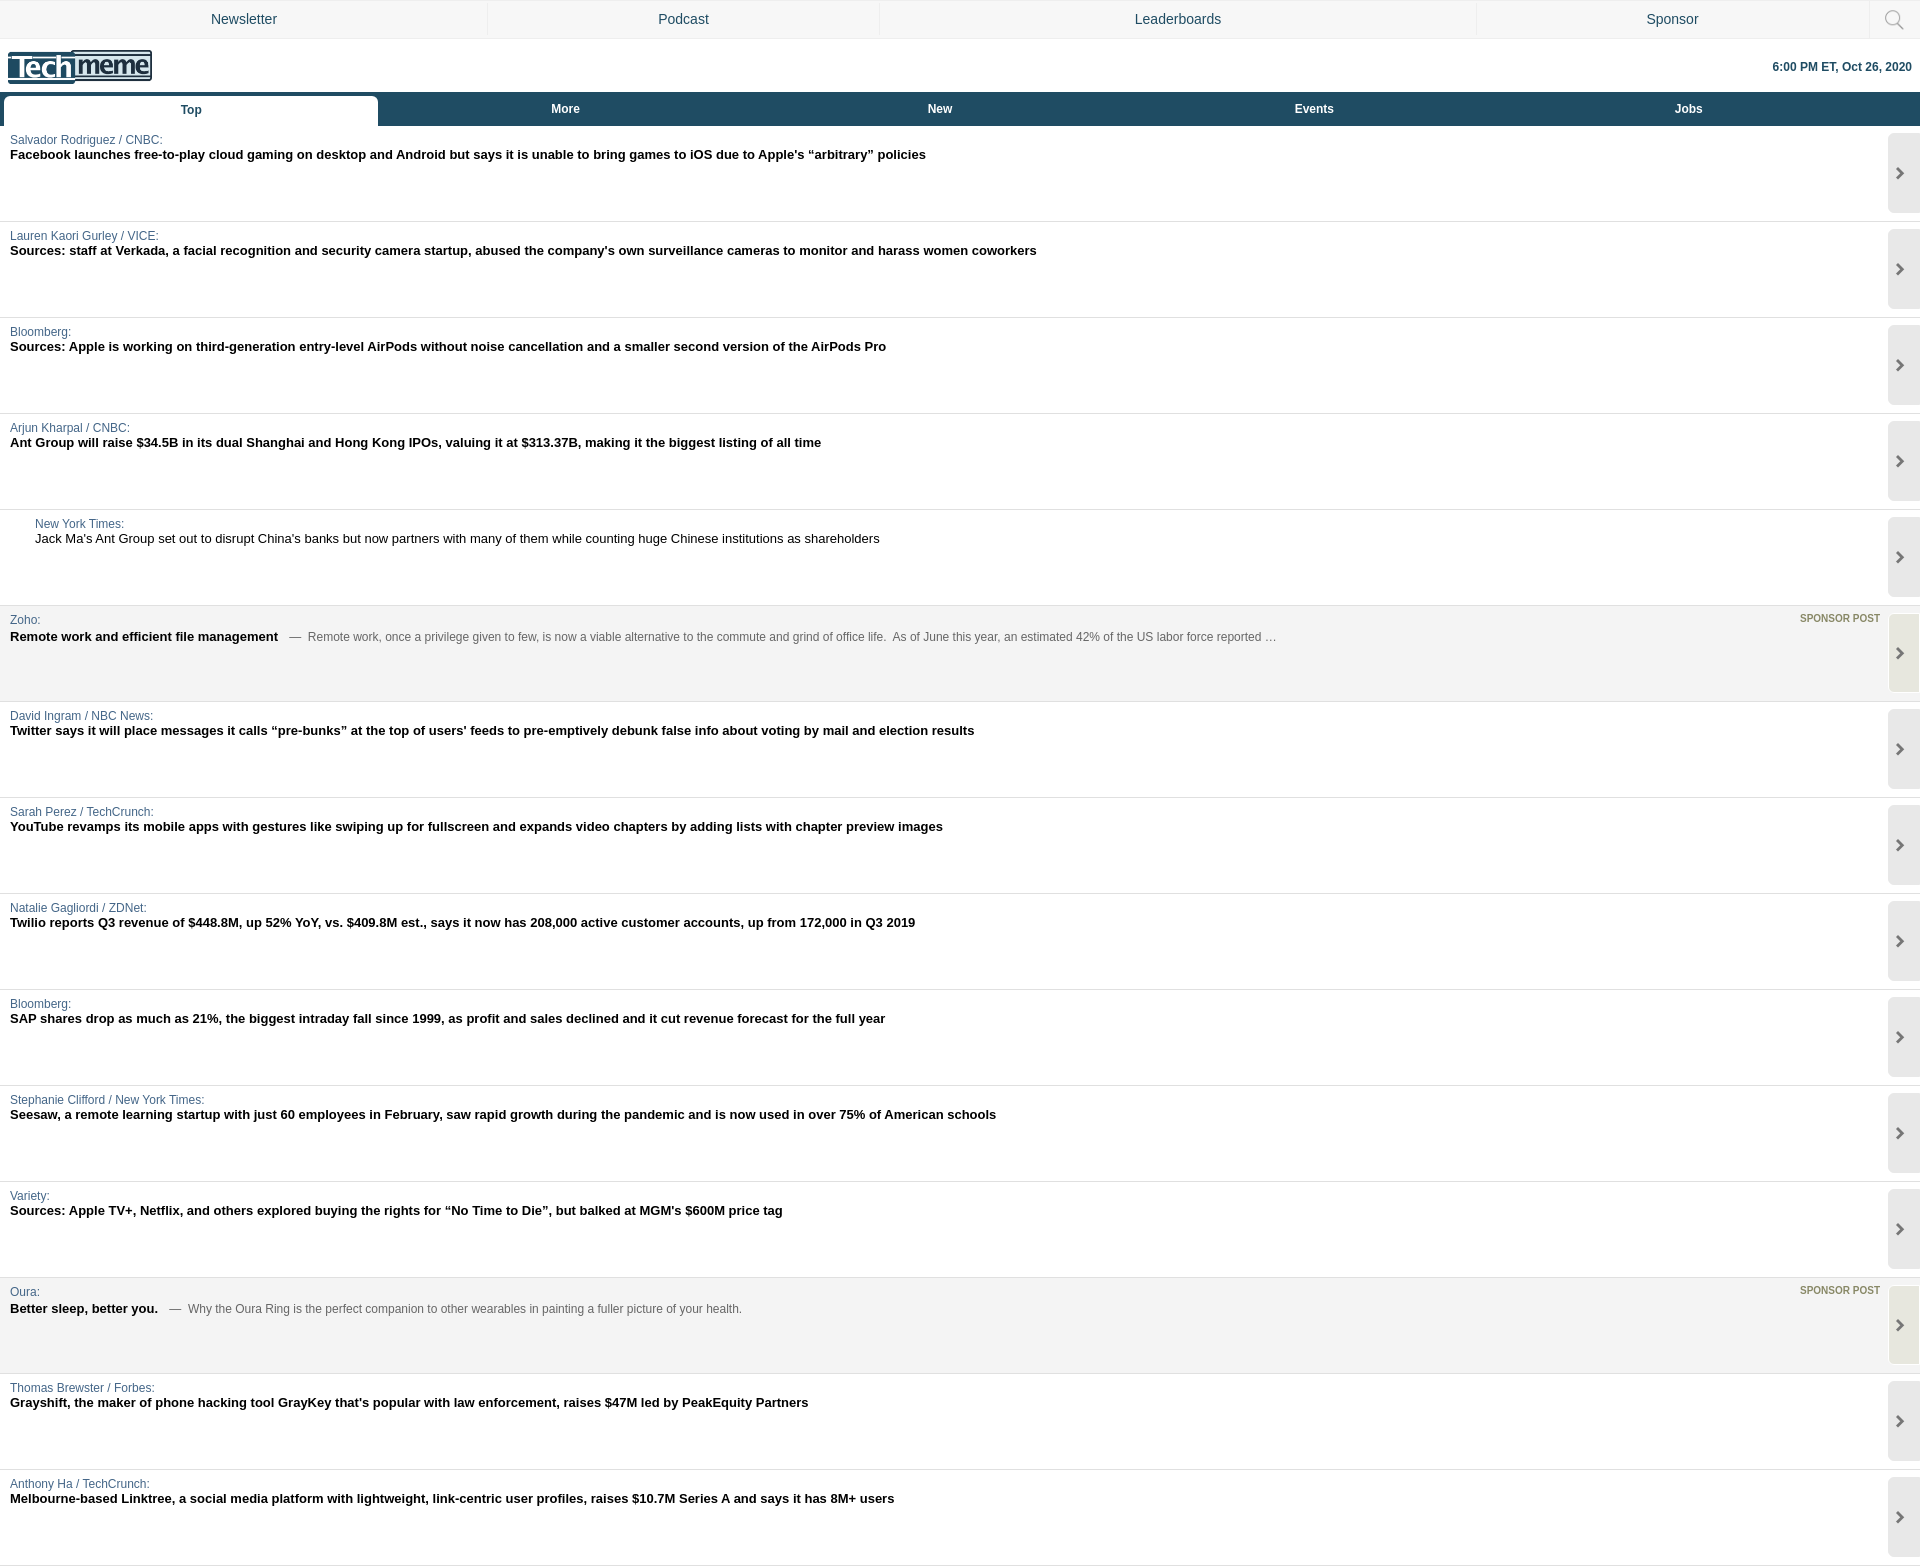 Newsletter
Podcast
Leaderboards
Sponsor
Techmeme
6:00 PM ET, Oct 26, 2020
Top
More
New
Events
Jobs
Salvador Rodriguez / CNBC:
Facebook launches free-to-play cloud gaming on desktop and Android but says it is unable to bring games to iOS due to Apple's “arbitrary” policies
Lauren Kaori Gurley / VICE:
Sources: staff at Verkada, a facial recognition and security camera startup, abused the company's own surveillance cameras to monitor and harass women coworkers
Bloomberg:
Sources: Apple is working on third-generation entry-level AirPods without noise cancellation and a smaller second version of the AirPods Pro
Arjun Kharpal / CNBC:
Ant Group will raise $34.5B in its dual Shanghai and Hong Kong IPOs, valuing it at $313.37B, making it the biggest listing of all time
New York Times:
Jack Ma's Ant Group set out to disrupt China's banks but now partners with many of them while counting huge Chinese institutions as shareholders
Zoho:
SPONSOR POST
Remote work and efficient file management — Remote work, once a privilege given to few, is now a viable alternative to the commute and grind of office life. As of June this year, an estimated 42% of the US labor force reported …
David Ingram / NBC News:
Twitter says it will place messages it calls “pre-bunks” at the top of users' feeds to pre-emptively debunk false info about voting by mail and election results
Sarah Perez / TechCrunch:
YouTube revamps its mobile apps with gestures like swiping up for fullscreen and expands video chapters by adding lists with chapter preview images
Natalie Gagliordi / ZDNet:
Twilio reports Q3 revenue of $448.8M, up 52% YoY, vs. $409.8M est., says it now has 208,000 active customer accounts, up from 172,000 in Q3 2019
Bloomberg:
SAP shares drop as much as 21%, the biggest intraday fall since 1999, as profit and sales declined and it cut revenue forecast for the full year
Stephanie Clifford / New York Times:
Seesaw, a remote learning startup with just 60 employees in February, saw rapid growth during the pandemic and is now used in over 75% of American schools
Variety:
Sources: Apple TV+, Netflix, and others explored buying the rights for “No Time to Die”, but balked at MGM's $600M price tag
Oura:
SPONSOR POST
Better sleep, better you. — Why the Oura Ring is the perfect companion to other wearables in painting a fuller picture of your health.
Thomas Brewster / Forbes:
Grayshift, the maker of phone hacking tool GrayKey that's popular with law enforcement, raises $47M led by PeakEquity Partners
Anthony Ha / TechCrunch:
Melbourne-based Linktree, a social media platform with lightweight, link-centric user profiles, raises $10.7M Series A and says it has 8M+ users